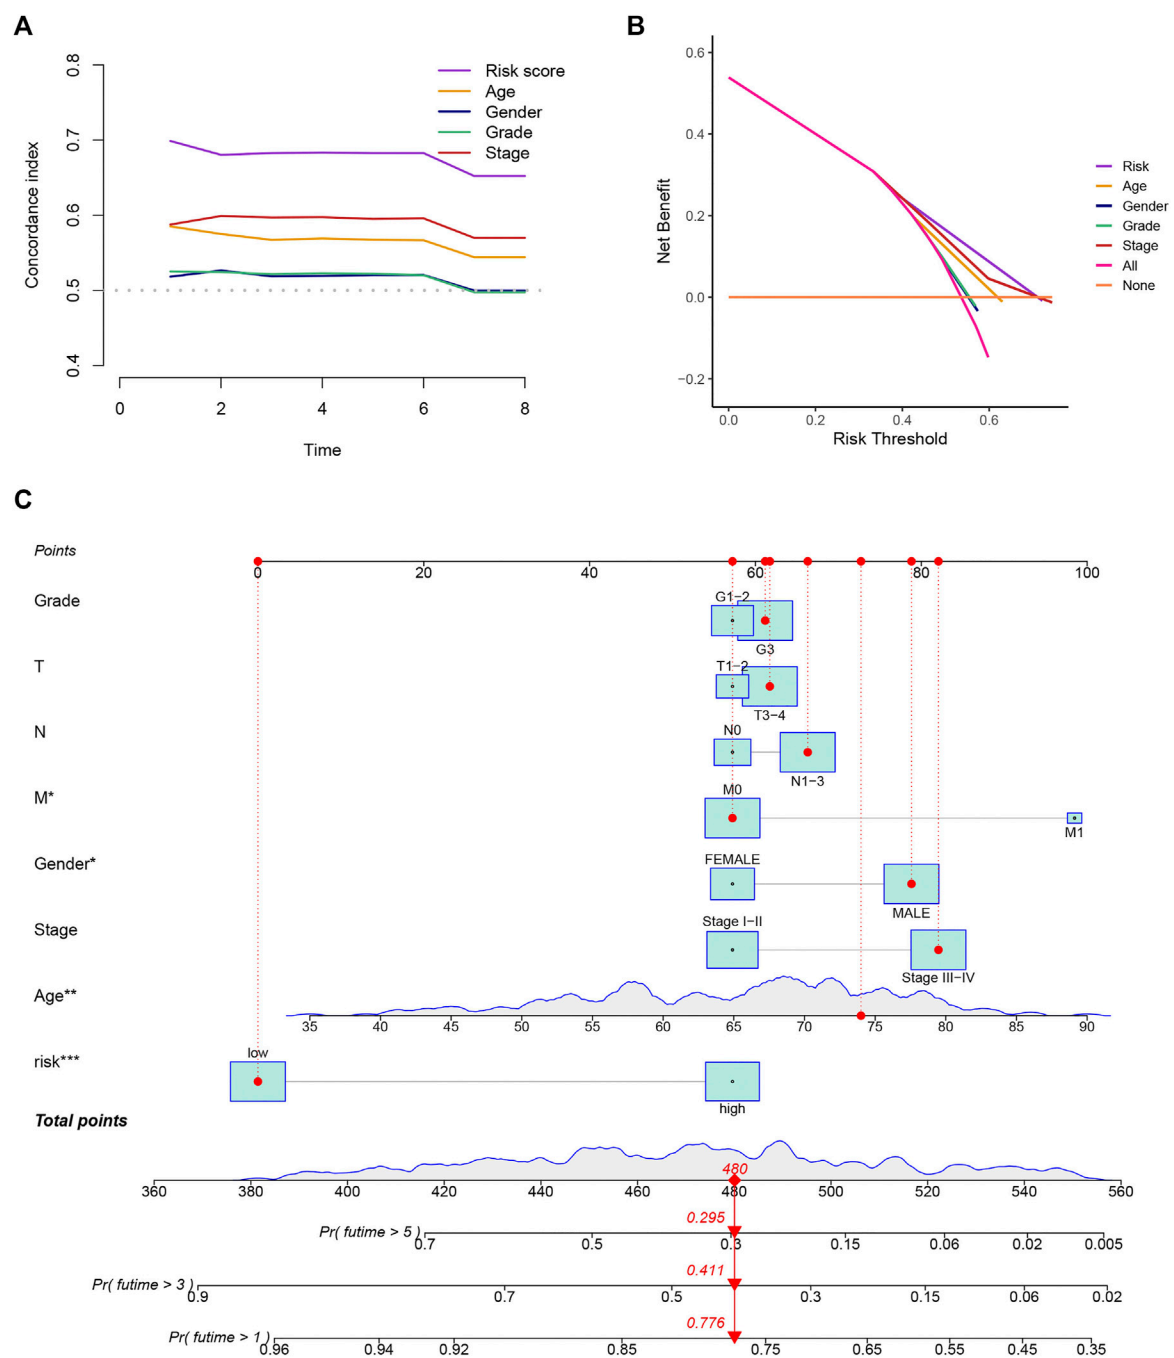 A
0.8
0.7
0.6
0.5
0.4
Concordance index
Risk score
Age
Gender
Grade
Stage
0 2 4 6 8
Time
B
0.6
0.4
0.2
0.0
−0.2
Net Benefit
Risk
Age
Gender
Grade
Stage
All
None
0.0 0.2 0.4 0.6
Risk Threshold
C
Points
0 20 40 60 80 100
Grade
G1−2
G3
T
T1−2
T3−4
N
N0
N1−3
M*
M0
M1
Gender*
FEMALE
MALE
Stage
Stage I−II
Stage III−IV
Age**
35 40 45 50 55 60 65 70 75 80 85 90
risk***
low
high
Total points
480
360 380 400 420 440 460 480 500 520 540 560
0.295
Pr( futime > 5 )
0.7 0.5 0.3 0.15 0.06 0.02 0.005
0.411
Pr( futime > 3 )
0.9 0.7 0.5 0.3 0.15 0.06 0.02
0.776
Pr( futime > 1 )
0.96 0.94 0.92 0.85 0.75 0.65 0.55 0.45 0.35